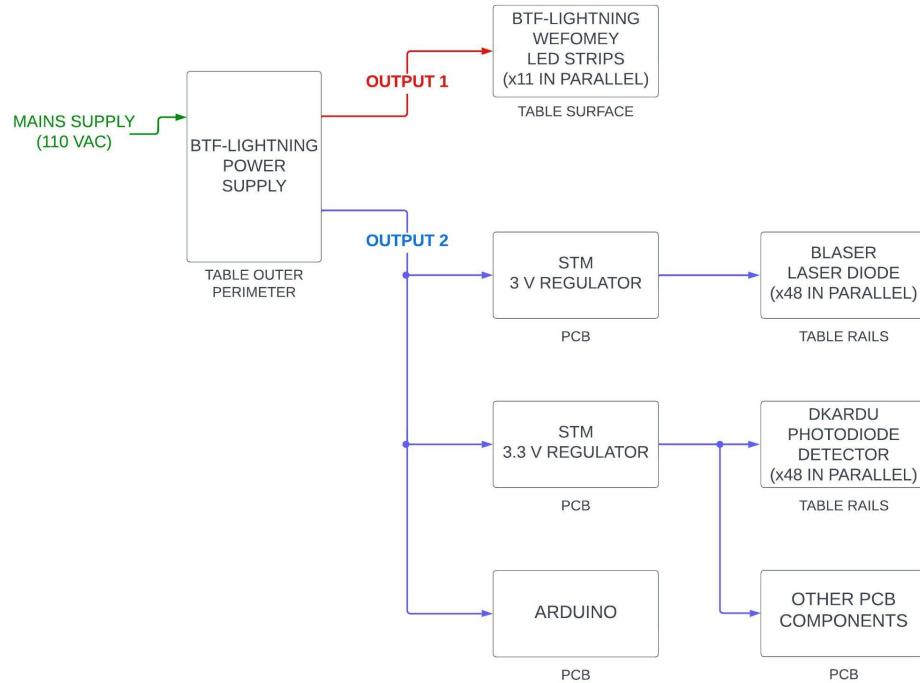 MAINS SUPPLY
(110 VAC)
BTF-LIGHTNING
POWER
SUPPLY
TABLE OUTER
PERIMETER
OUTPUT 1
BTF-LIGHTNING
WEFOMEY
LED STRIPS
(x11 IN PARALLEL)
TABLE SURFACE
OUTPUT 2
STM
3 V REGULATOR
PCB
BLASER
LASER DIODE
(x48 IN PARALLEL)
TABLE RAILS
STM
3.3 V REGULATOR
PCB
DKARDU
PHOTODIODE
DETECTOR
(x48 IN PARALLEL)
TABLE RAILS
ARDUINO
PCB
OTHER PCB
COMPONENTS
PCB